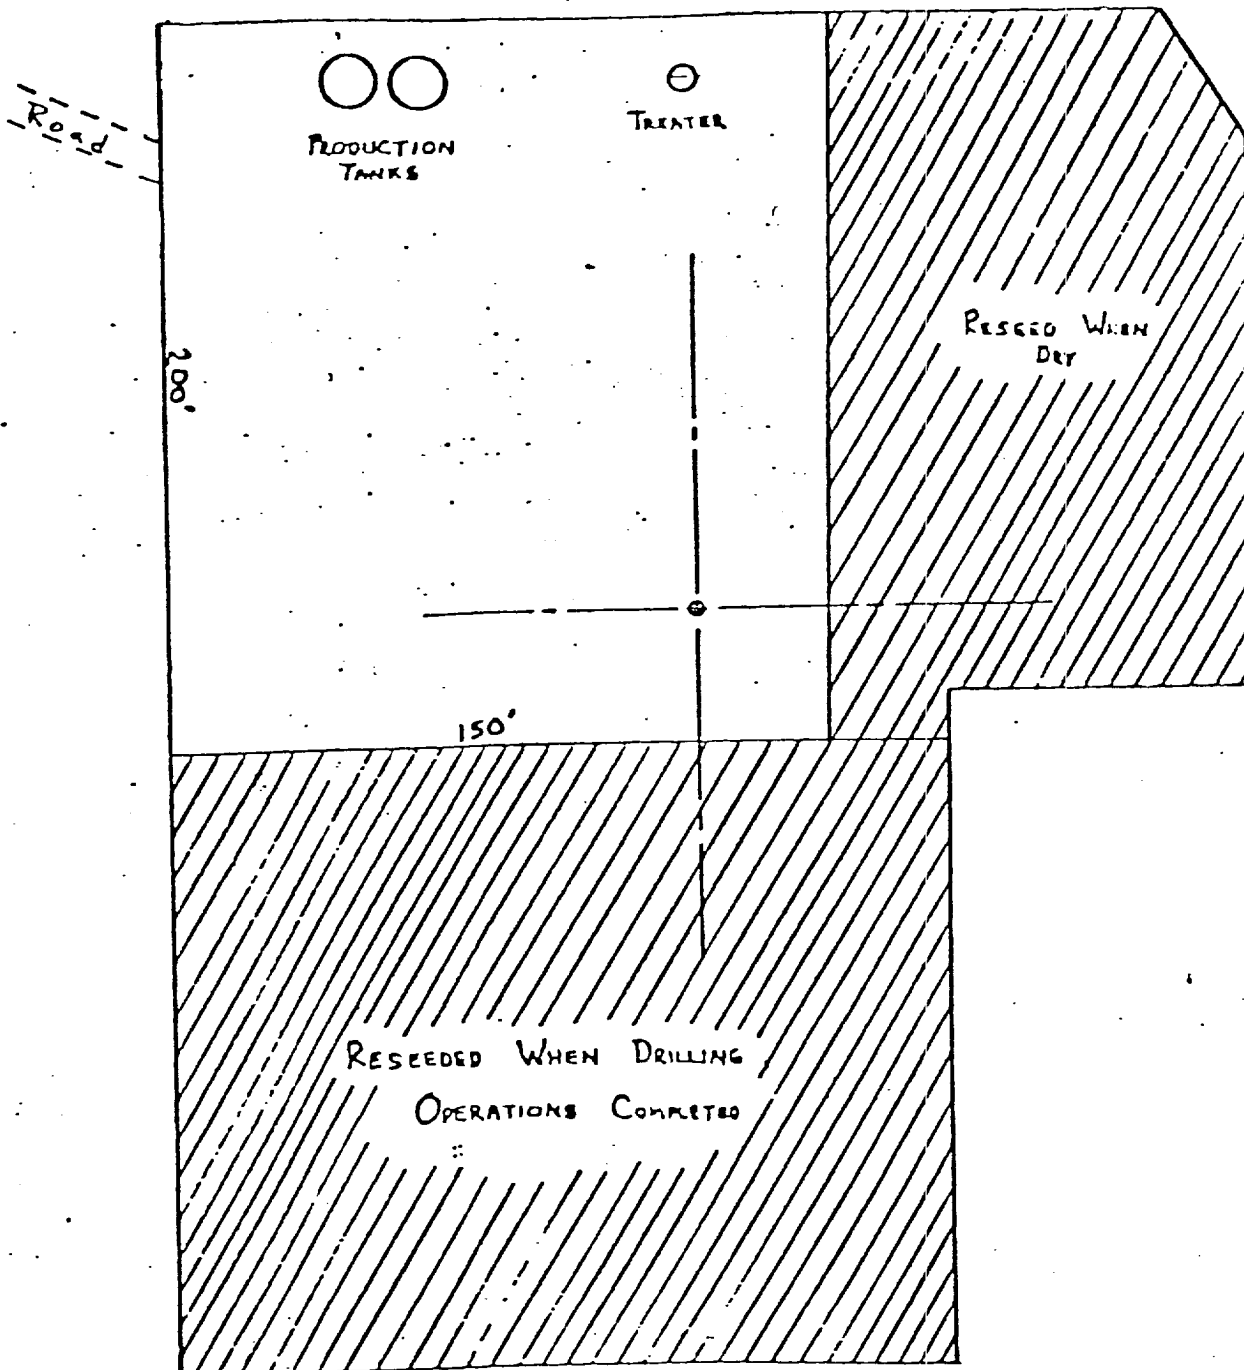 Road
PRODUCTION
TANKS
TREATER
RESEED WHEN
DRY
200'
150'
RESEEDED WHEN DRILLING
OPERATIONS COMPLETED